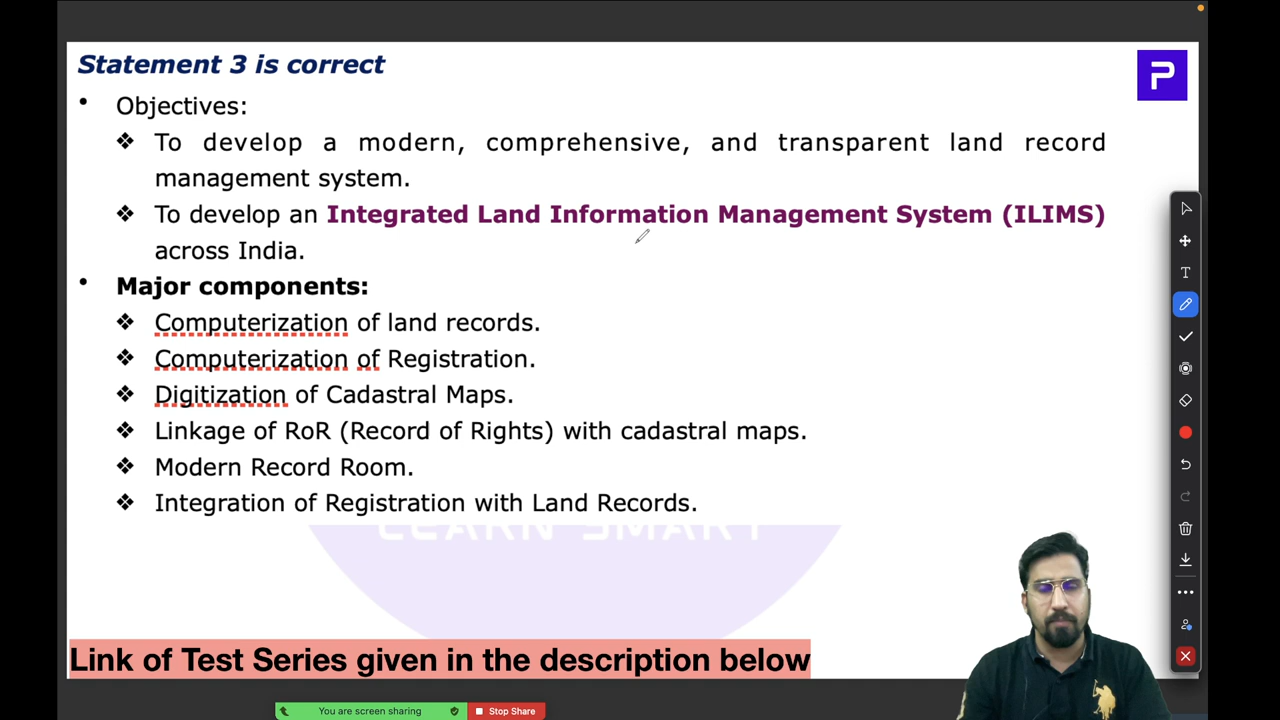 Statement 3 is correct
P
• Objectives:
❖ To develop a modern, comprehensive, and transparent land record
management system.
❖ To develop an Integrated Land Information Management System (ILIMS)
across India.
• Major components:
❖ Computerization of land records.
❖ Computerization of Registration.
❖ Digitization of Cadastral Maps.
❖ Linkage of RoR (Record of Rights) with cadastral maps.
❖ Modern Record Room.
❖ Integration of Registration with Land Records.
LEARN SMART
Link of Test Series given in the description below
You are screen sharing
Stop Share